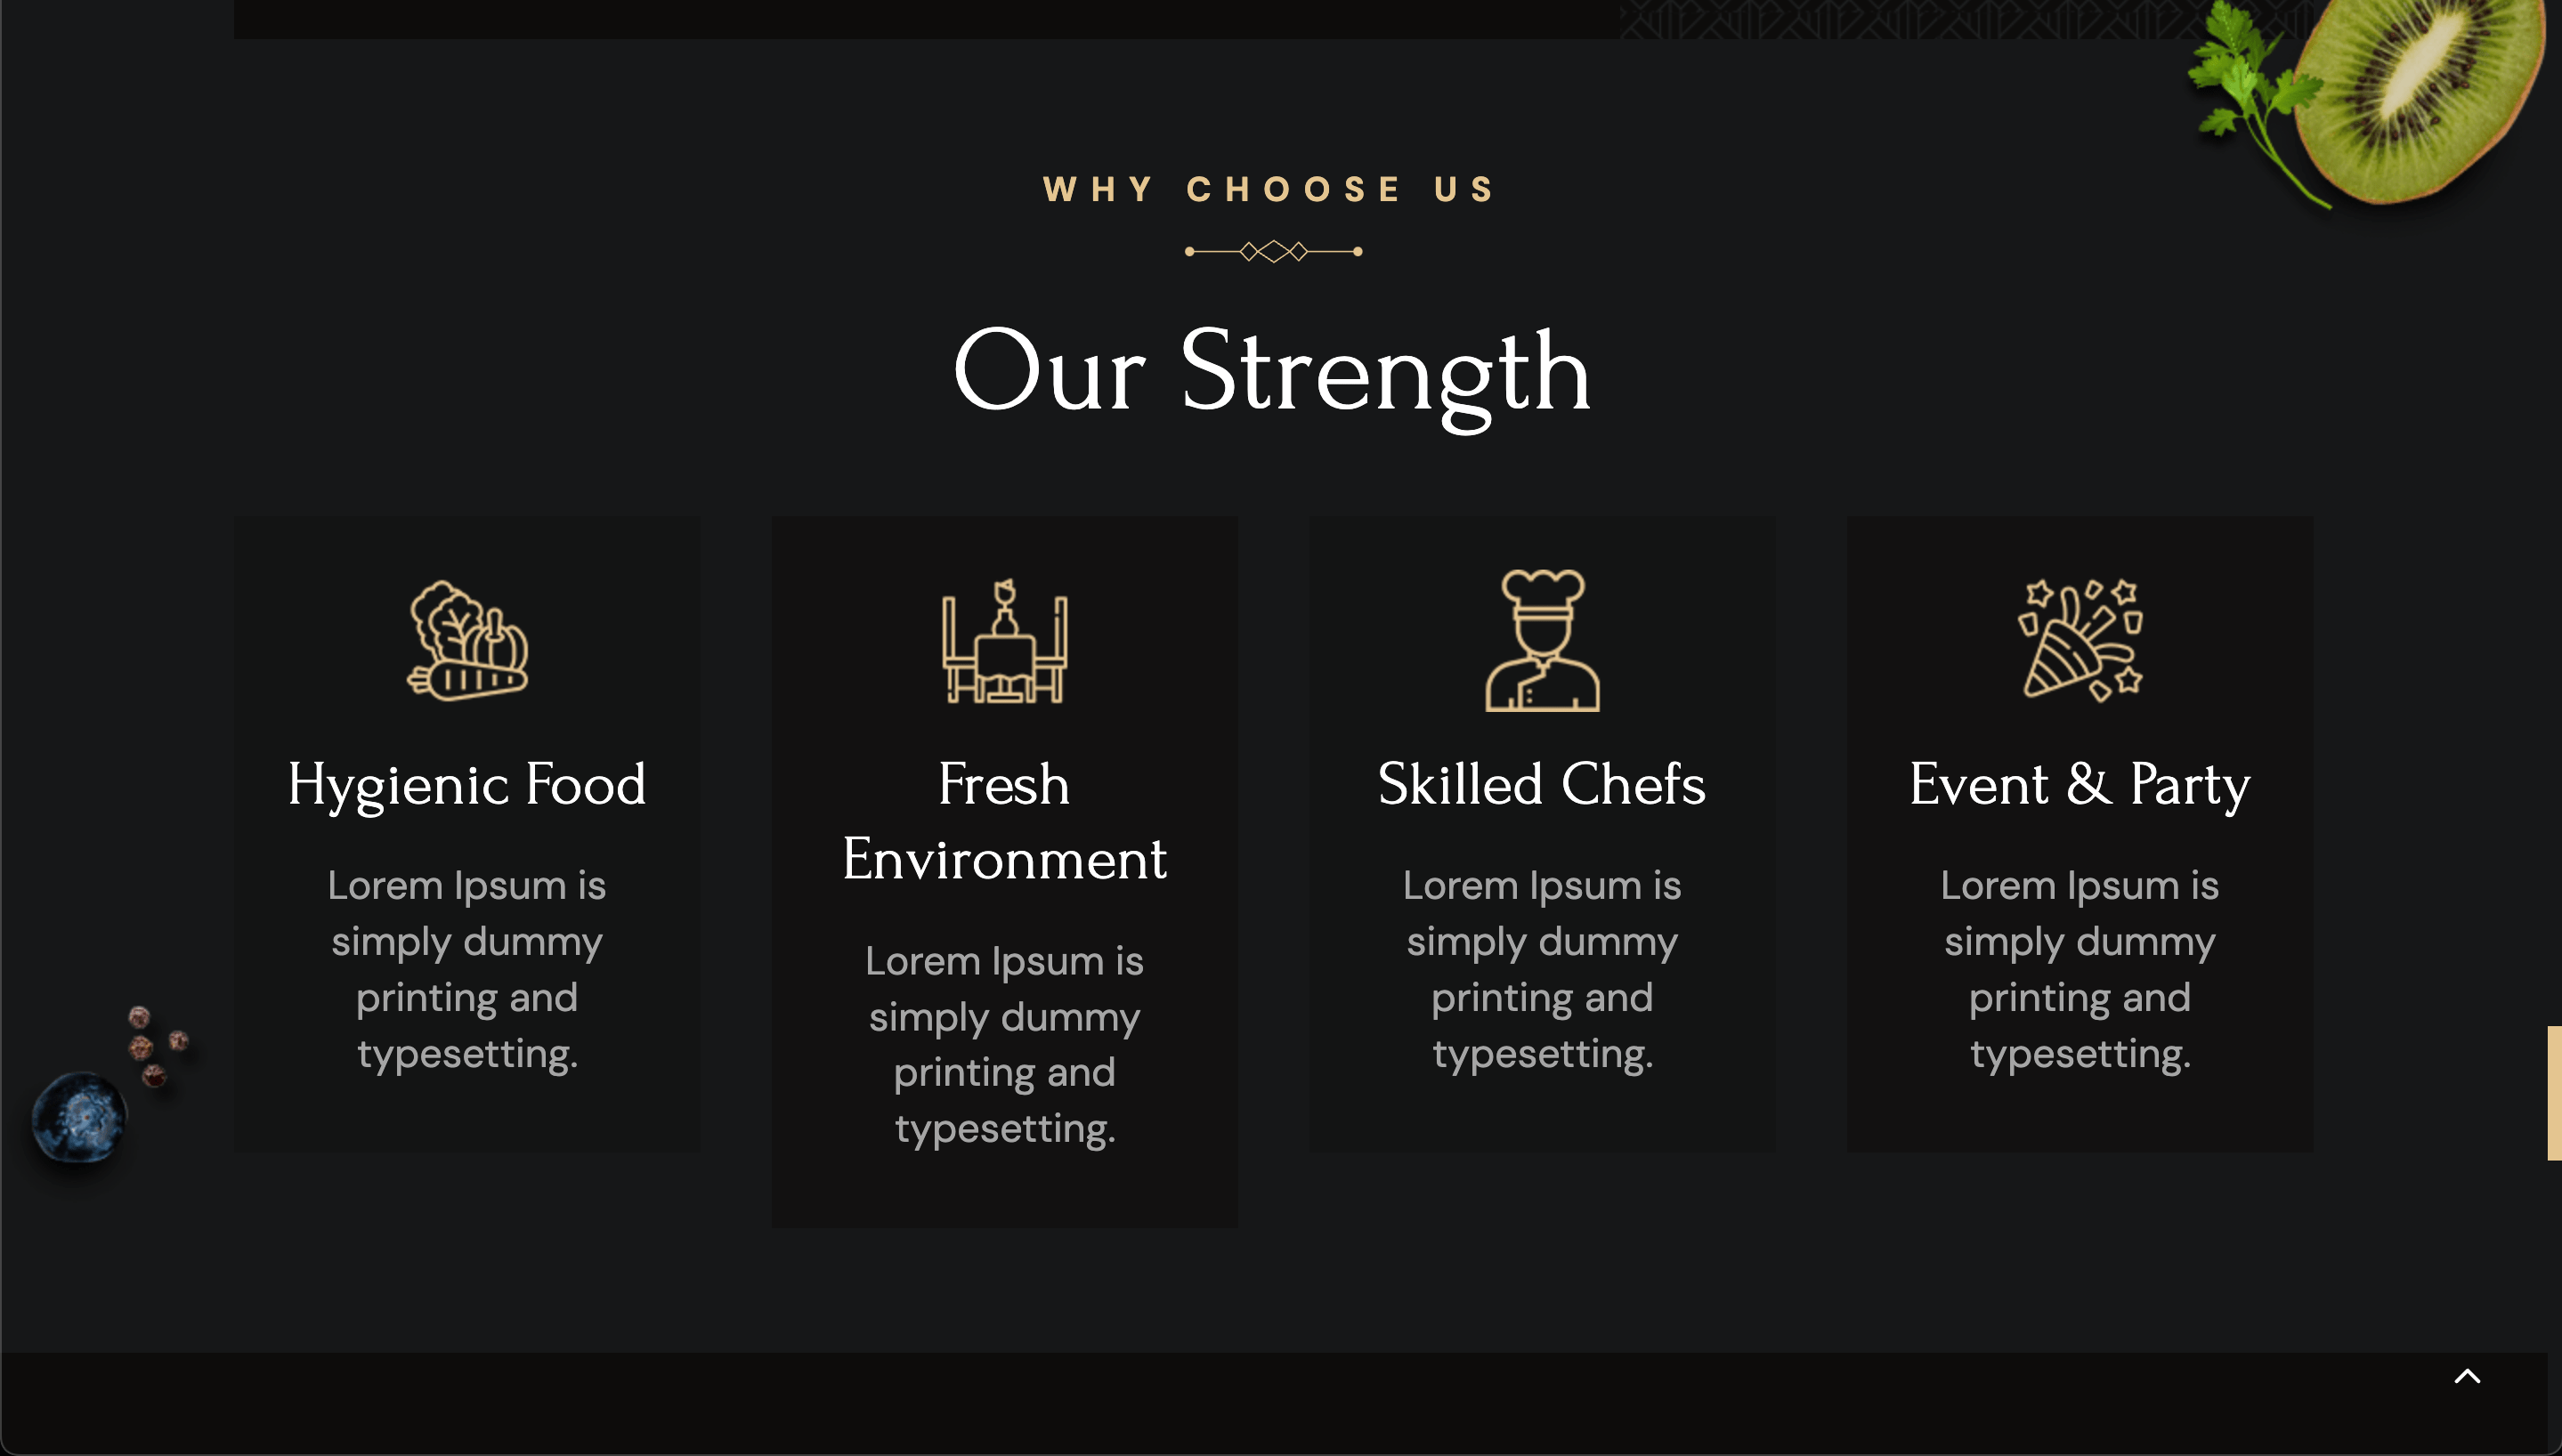 WHY CHOOSE US
Our Strength
Hygienic Food
Lorem Ipsum is
simply dummy
printing and
typesetting.
Fresh
Environment
Lorem Ipsum is
simply dummy
printing and
typesetting.
Skilled Chefs
Lorem Ipsum is
simply dummy
printing and
typesetting.
Event & Party
Lorem Ipsum is
simply dummy
printing and
typesetting.